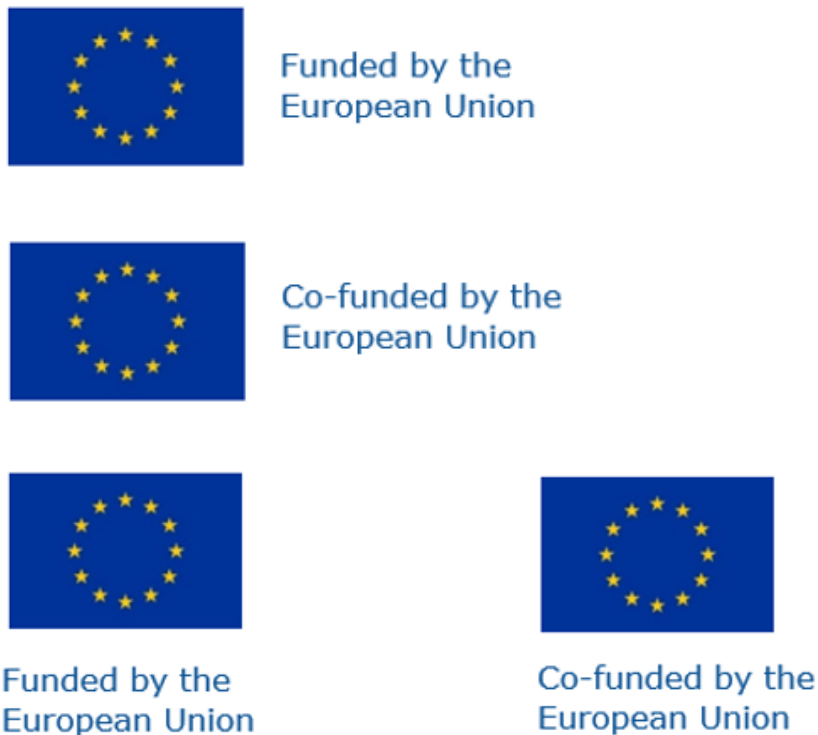 Funded by the
European Union
Co-funded by the
European Union
Funded by the
European Union
Co-funded by the
European Union